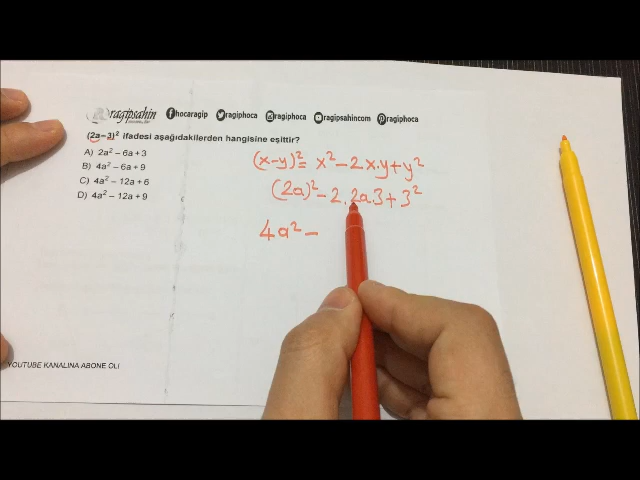 ragipsahin hocaragip ragiphoca ragiphoca ragipsahincom ragiphoca
(2a–3)² ifadesi aşağıdakilerden hangisine eşittir?
A) 2a² – 6a + 3
B) 4a² – 6a + 9
C) 4a² – 12a + 6
D) 4a² – 12a + 9
(x-y)² = x² - 2x.y + y²
(2a)² - 2.2a.3 + 3²
4a² -
YOUTUBE KANALINA ABONE OL!